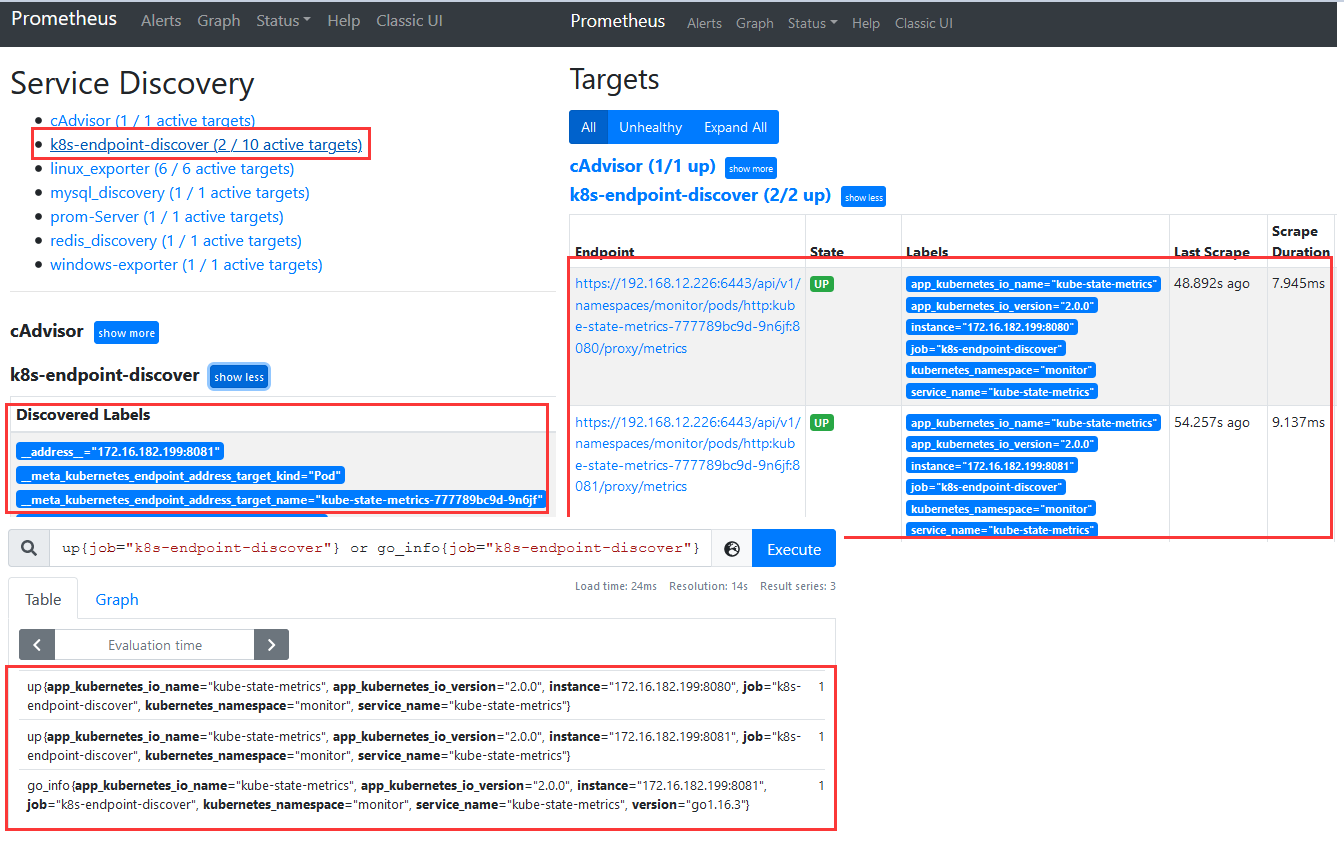 Prometheus Alerts Graph Status Help Classic UI
Service Discovery
cAdvisor (1 / 1 active targets)
k8s-endpoint-discover (2 / 10 active targets)
linux_exporter (6 / 6 active targets)
mysql_discovery (1 / 1 active targets)
prom-Server (1 / 1 active targets)
redis_discovery (1 / 1 active targets)
windows-exporter (1 / 1 active targets)
cAdvisor show more
k8s-endpoint-discover show less
Discovered Labels
__address__="172.16.182.199:8081"
__meta_kubernetes_endpoint_address_target_kind="Pod"
__meta_kubernetes_endpoint_address_target_name="kube-state-metrics-777789bc9d-9n6jf"
Prometheus Alerts Graph Status Help Classic UI
Targets
All Unhealthy Expand All
cAdvisor (1/1 up) show more
k8s-endpoint-discover (2/2 up) show less
Endpoint State Labels Last Scrape Scrape Duration
https://192.168.12.226:6443/api/v1/
namespaces/monitor/pods/http:kub
e-state-metrics-777789bc9d-9n6jf:8
080/proxy/metrics
UP
app_kubernetes_io_name="kube-state-metrics"
app_kubernetes_io_version="2.0.0"
instance="172.16.182.199:8080"
job="k8s-endpoint-discover"
kubernetes_namespace="monitor"
service_name="kube-state-metrics"
48.892s ago
7.945ms
https://192.168.12.226:6443/api/v1/
namespaces/monitor/pods/http:kub
e-state-metrics-777789bc9d-9n6jf:8
081/proxy/metrics
UP
app_kubernetes_io_name="kube-state-metrics"
app_kubernetes_io_version="2.0.0"
instance="172.16.182.199:8081"
job="k8s-endpoint-discover"
kubernetes_namespace="monitor"
service_name="kube-state-metrics"
54.257s ago
9.137ms
up{job="k8s-endpoint-discover"} or go_info{job="k8s-endpoint-discover"}
Execute
Load time: 24ms Resolution: 14s Result series: 3
Table Graph
Evaluation time
up{app_kubernetes_io_name="kube-state-metrics", app_kubernetes_io_version="2.0.0", instance="172.16.182.199:8080", job="k8s- 1
endpoint-discover", kubernetes_namespace="monitor", service_name="kube-state-metrics"}
up{app_kubernetes_io_name="kube-state-metrics", app_kubernetes_io_version="2.0.0", instance="172.16.182.199:8081", job="k8s- 1
endpoint-discover", kubernetes_namespace="monitor", service_name="kube-state-metrics"}
go_info{app_kubernetes_io_name="kube-state-metrics", app_kubernetes_io_version="2.0.0", instance="172.16.182.199:8081", 1
job="k8s-endpoint-discover", kubernetes_namespace="monitor", service_name="kube-state-metrics", version="go1.16.3"}